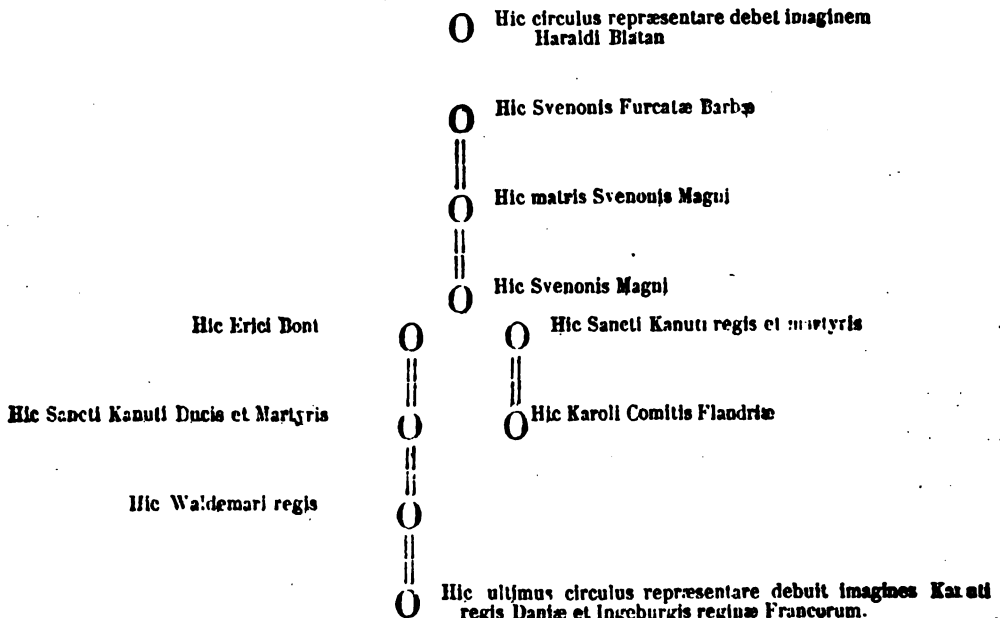 O Hic circulus repræsentare debet imaginem
Haraldi Blatan
O Hic Svenonis Furcatæ Barbæ
O Hic matris Svenonis Magni
O Hic Svenonis Magni
Hic Erici Boni O
O Hic Sancti Kanuti regis et martyris
Hic Sancti Kanuti Ducis et Martyris O
O Hic Karoli Comitis Flandriæ
Hic Waldemari regis O
O Hic ultimus circulus repræsentare debuit imagines Kanuti
regis Daniæ et Ingeburgis reginæ Francorum.